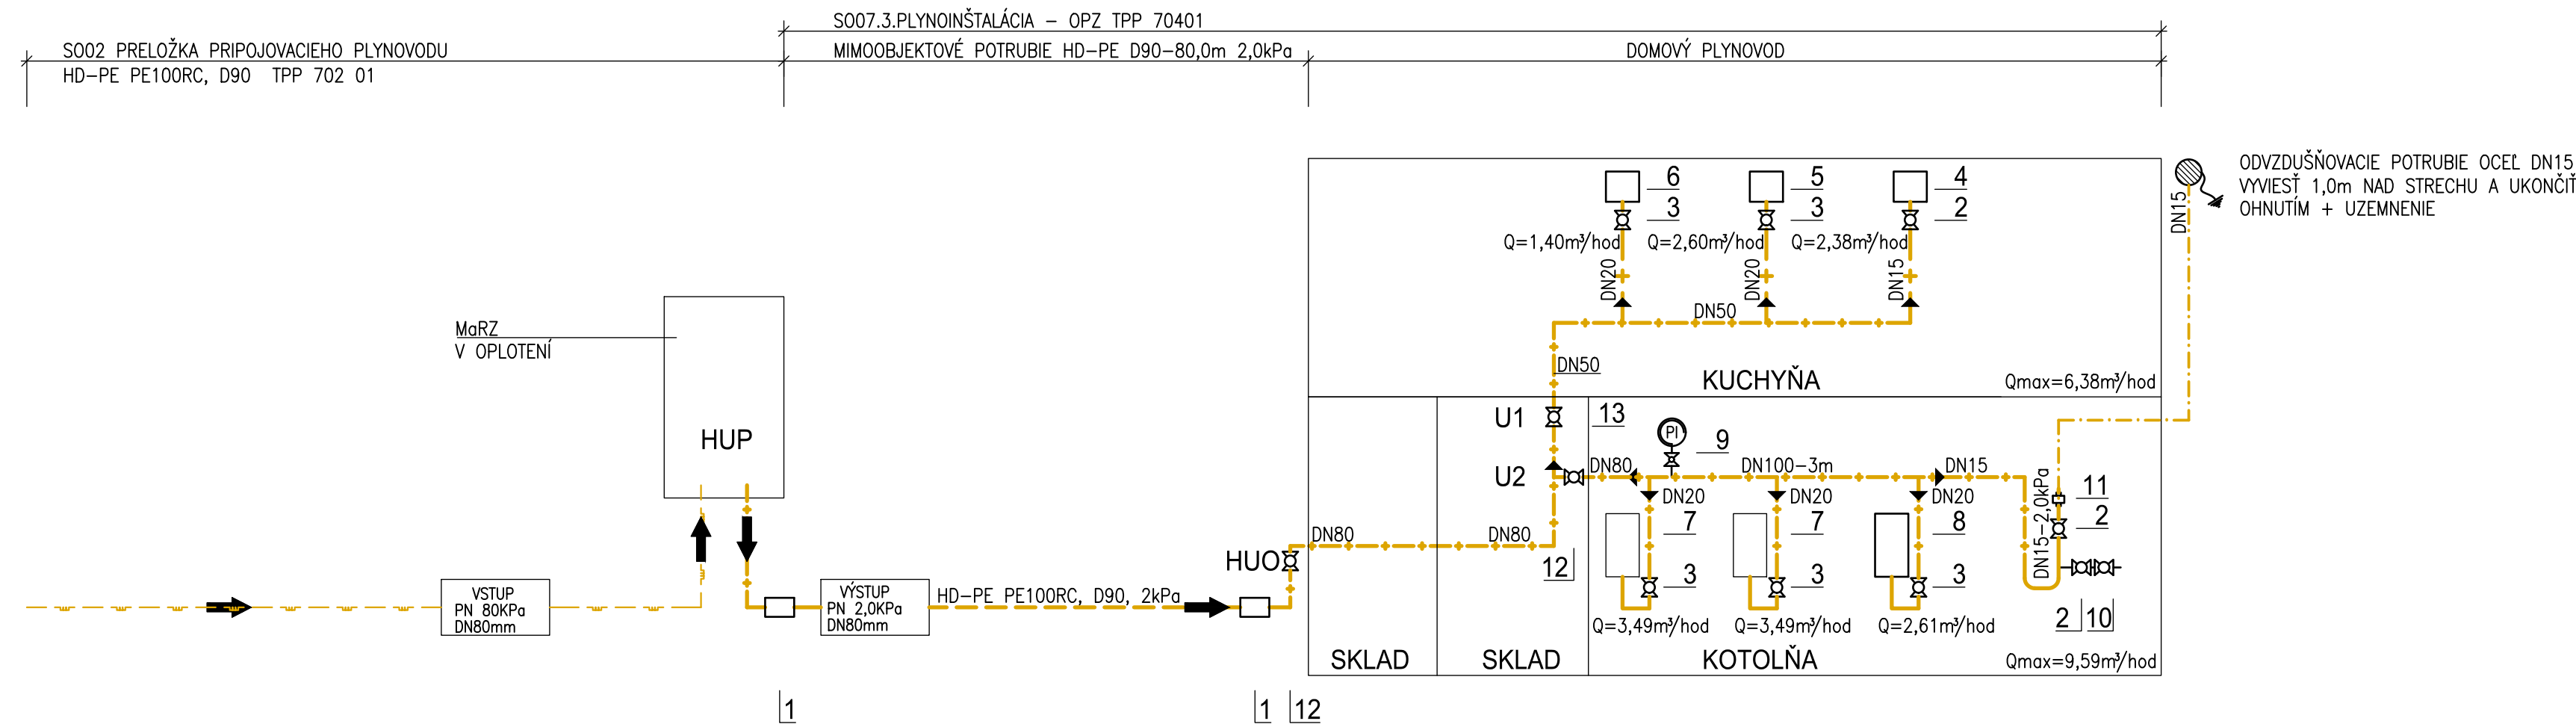 SO07.3.PLYNOINŠTALÁCIA – OPZ TPP 70401
SO02 PRELOŽKA PRIPOJOVACIEHO PLYNOVODU
MIMOOBJEKTOVÉ POTRUBIE HD-PE D90-80,0m 2,0kPa
DOMOVÝ PLYNOVOD
HD-PE PE100RC, D90 TPP 702 01
ODVZDUŠŇOVACIE POTRUBIE OCEĽ DN15
VYVIESŤ 1,0m NAD STRECHU A UKONČIŤ
OHNUTÍM + UZEMNENIE
DN15
6
3
5
3
4
2
Q=1,40m³/hod
Q=2,60m³/hod
Q=2,38m³/hod
DN20
DN20
DN15
DN50
DN50
KUCHYŇA
Qmax=6,38m³/hod
MaRZ
V OPLOTENÍ
HUP
U1
13
PI
9
U2
DN80
DN100-3m
DN15
DN20
DN20
DN20
DN15-2,0kPa
11
2
7
7
8
DN80
DN80
HUO
12
3
3
3
2
10
VSTUP
PN 80KPa
DN80mm
VÝSTUP
PN 2,0KPa
DN80mm
HD-PE PE100RC, D90, 2kPa
Q=3,49m³/hod
Q=3,49m³/hod
Q=2,61m³/hod
SKLAD
SKLAD
KOTOLŇA
Qmax=9,59m³/hod
1
1
12